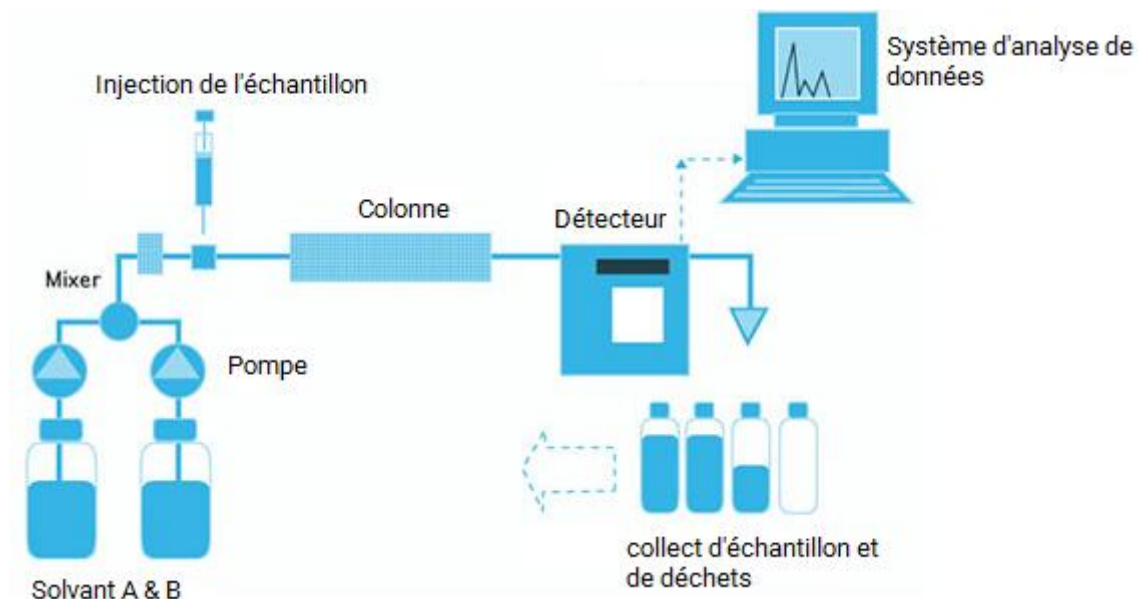 Injection de l'échantillon
Système d'analyse de
données
Colonne
Détecteur
Mixer
Pompe
Solvant A & B
collect d'échantillon et
de déchets